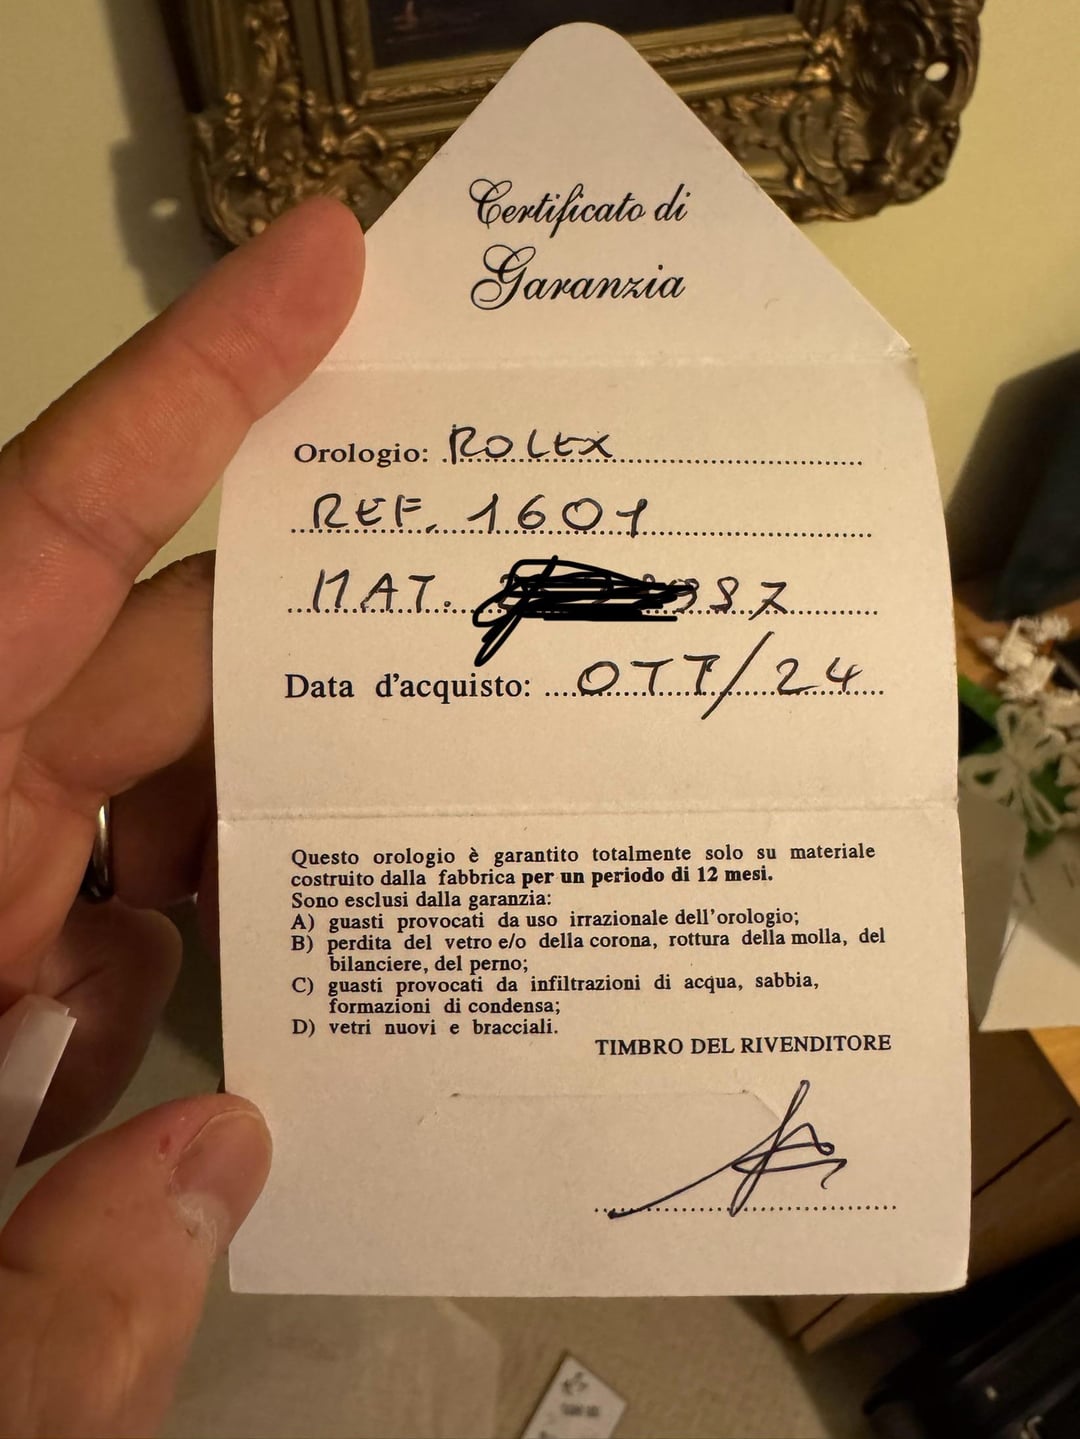 Certificato di
Garanzia
Orologio: ROLEX
REF. 1601
MAT. 987
Data d'acquisto: OTT/24
Questo orologio è garantito totalmente solo su materiale
costruito dalla fabbrica per un periodo di 12 mesi.
Sono esclusi dalla garanzia:
A) guasti provocati da uso irrazionale dell'orologio;
B) perdita del vetro e/o della corona, rottura della molla, del
bilanciere, del perno;
C) guasti provocati da infiltrazioni di acqua, sabbia,
formazioni di condensa;
D) vetri nuovi e bracciali.
TIMBRO DEL RIVENDITORE